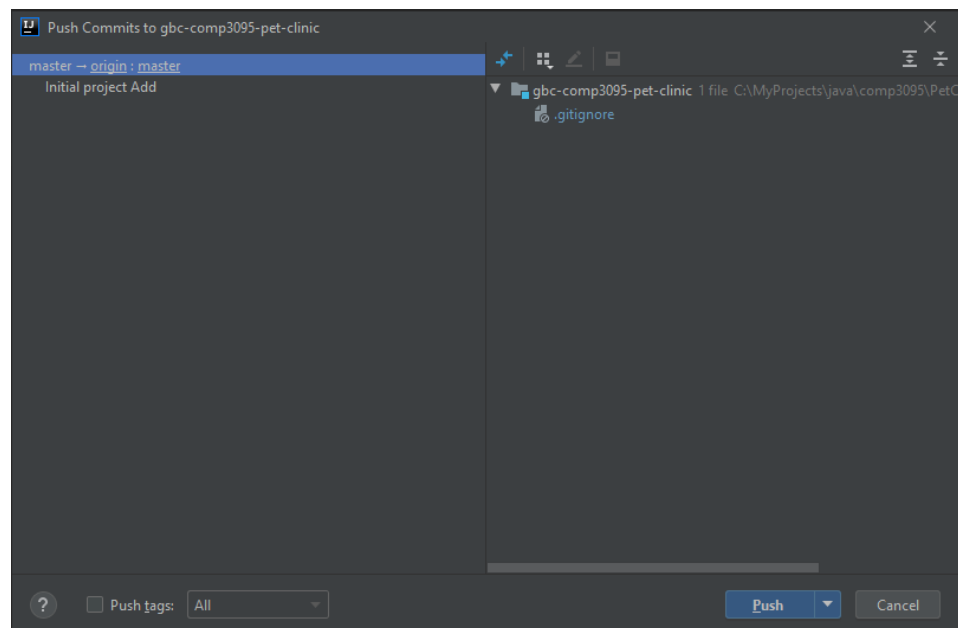 Push Commits to gbc-comp3095-pet-clinic
master → origin : master
Initial project Add
gbc-comp3095-pet-clinic 1 file C:\MyProjects\java\comp3095\PetC
.gitignore
? Push tags: All Push Cancel